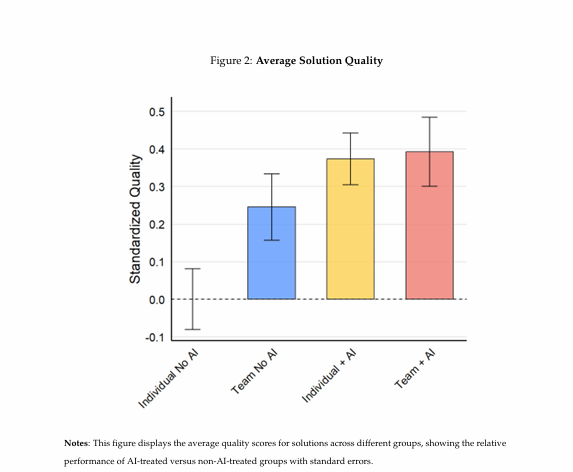 Figure 2: Average Solution Quality
0.5
0.4
0.3
0.2
0.1
0.0
-0.1
Standardized Quality
Individual No AI
Team No AI
Individual + AI
Team + AI
Notes: This figure displays the average quality scores for solutions across different groups, showing the relative
performance of AI-treated versus non-AI-treated groups with standard errors.